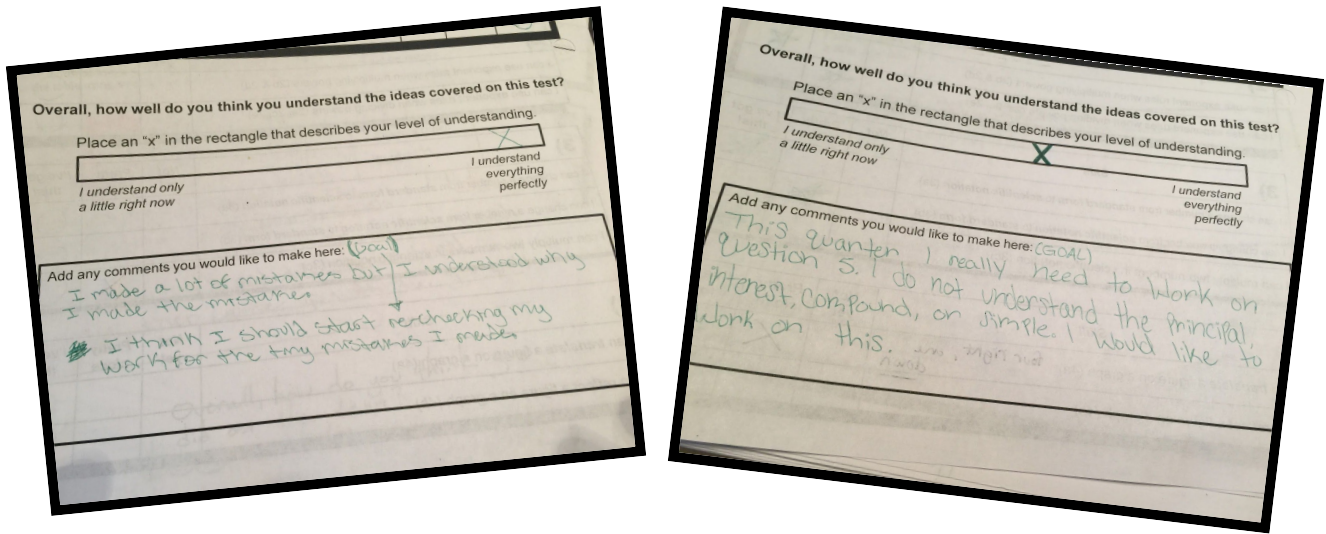 Overall, how well do you think you understand the ideas covered on this test?
Place an "x" in the rectangle that describes your level of understanding.
X
I understand only
a little right now
I understand
everything
perfectly
Add any comments you would like to make here: (Goal)
I made a lot of mistakes but I understood why
I made the mistakes
I think I should start re-checking my
work for the tiny mistakes I made.
Overall, how well do you think you understand the ideas covered on this test?
Place an "x" in the rectangle that describes your level of understanding.
X
I understand only
a little right now
I understand
everything
perfectly
Add any comments you would like to make here: (GOAL)
This quarter, I really need to work on
question 5. I do not understand the principal,
interest, compound, or simple. I would like to
work on this.